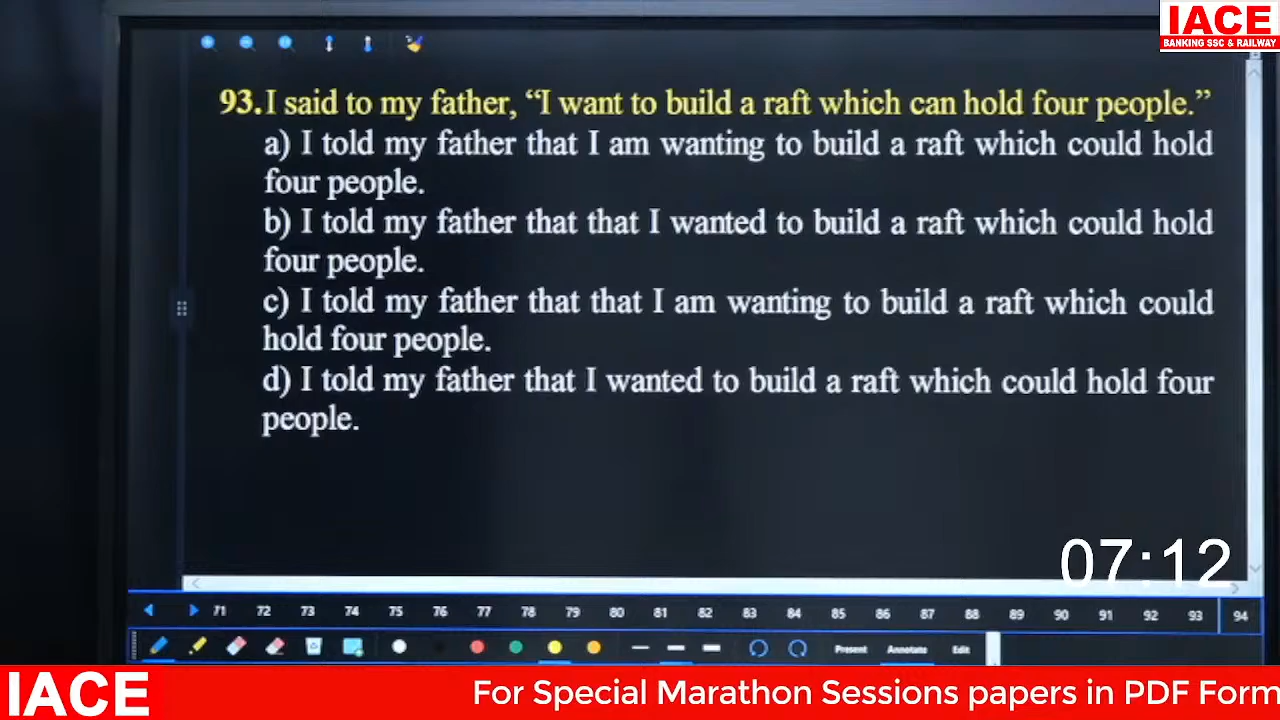 IACE
BANKING SSC & RAILWAY
93.I said to my father, “I want to build a raft which can hold four people.”
a) I told my father that I am wanting to build a raft which could hold
four people.
b) I told my father that that I wanted to build a raft which could hold
four people.
c) I told my father that that I am wanting to build a raft which could
hold four people.
d) I told my father that I wanted to build a raft which could hold four
people.
07:12
71 72 73 74 75 76 77 78 79 80 81 82 83 84 85 86 87 88 89 90 91 92 93 94
Present Annotate Edit
IACE For Special Marathon Sessions papers in PDF Form